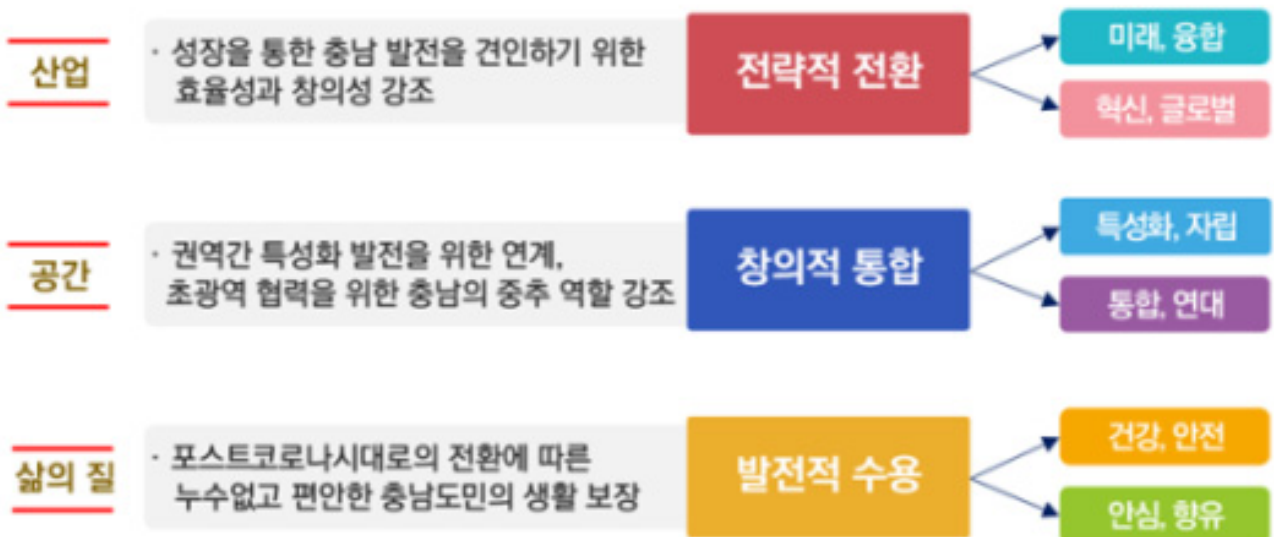 산업
· 성장을 통한 충남 발전을 견인하기 위한
효율성과 창의성 강조
전략적 전환
미래, 융합
혁신, 글로벌
공간
· 권역간 특성화 발전을 위한 연계,
초광역 협력을 위한 충남의 중추 역할 강조
창의적 통합
특성화, 자립
통합, 연대
삶의 질
· 포스트코로나시대로의 전환에 따른
누수없고 편안한 충남도민의 생활 보장
발전적 수용
건강, 안전
안심, 향유